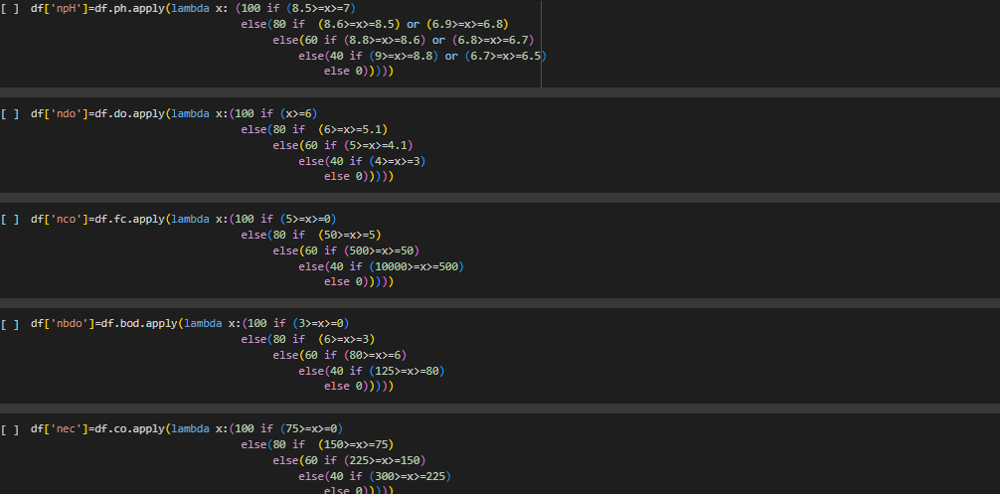 [ ] df['npH']=df.ph.apply(lambda x: (100 if (8.5>=x>=7)
else(80 if  (8.6>=x>=8.5) or (6.9>=x>=6.8)
else(60 if (8.8>=x>=8.6) or (6.8>=x>=6.7)
else(40 if (9>=x>=8.8) or (6.7>=x>=6.5)
else 0)))))
[ ] df['ndo']=df.do.apply(lambda x:(100 if (x>=6)
else(80 if  (6>=x>=5.1)
else(60 if (5>=x>=4.1)
else(40 if (4>=x>=3)
else 0)))))
[ ] df['nco']=df.fc.apply(lambda x:(100 if (5>=x>=0)
else(80 if  (50>=x>=5)
else(60 if (500>=x>=50)
else(40 if (10000>=x>=500)
else 0)))))
[ ] df['nbdo']=df.bod.apply(lambda x:(100 if (3>=x>=0)
else(80 if  (6>=x>=3)
else(60 if (80>=x>=6)
else(40 if (125>=x>=80)
else 0)))))
[ ] df['nec']=df.co.apply(lambda x:(100 if (75>=x>=0)
else(80 if  (150>=x>=75)
else(60 if (225>=x>=150)
else(40 if (300>=x>=225)
else 0)))))